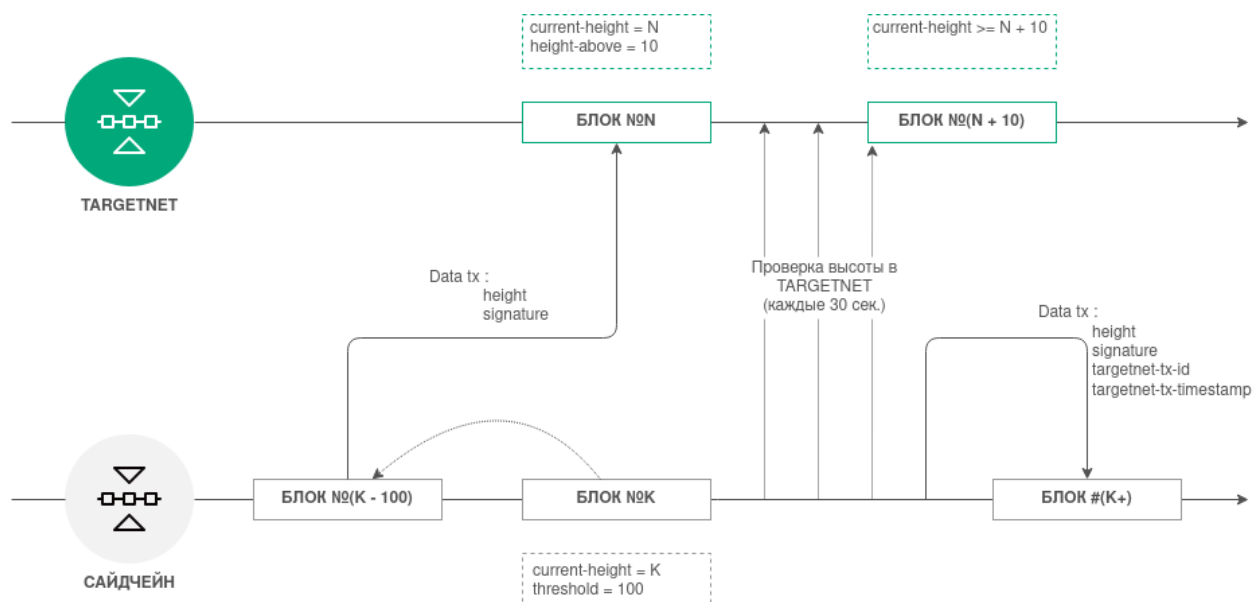 current-height = N
height-above = 10
current-height >= N + 10
БЛОК №N
БЛОК №(N + 10)
TARGETNET
Data tx :
height
signature
Проверка высоты в
TARGETNET
(каждые 30 сек.)
Data tx :
height
signature
targetnet-tx-id
targetnet-tx-timestamp
БЛОК №(K - 100)
БЛОК №K
БЛОК #(K+)
САЙДЧЕЙН
current-height = K
threshold = 100